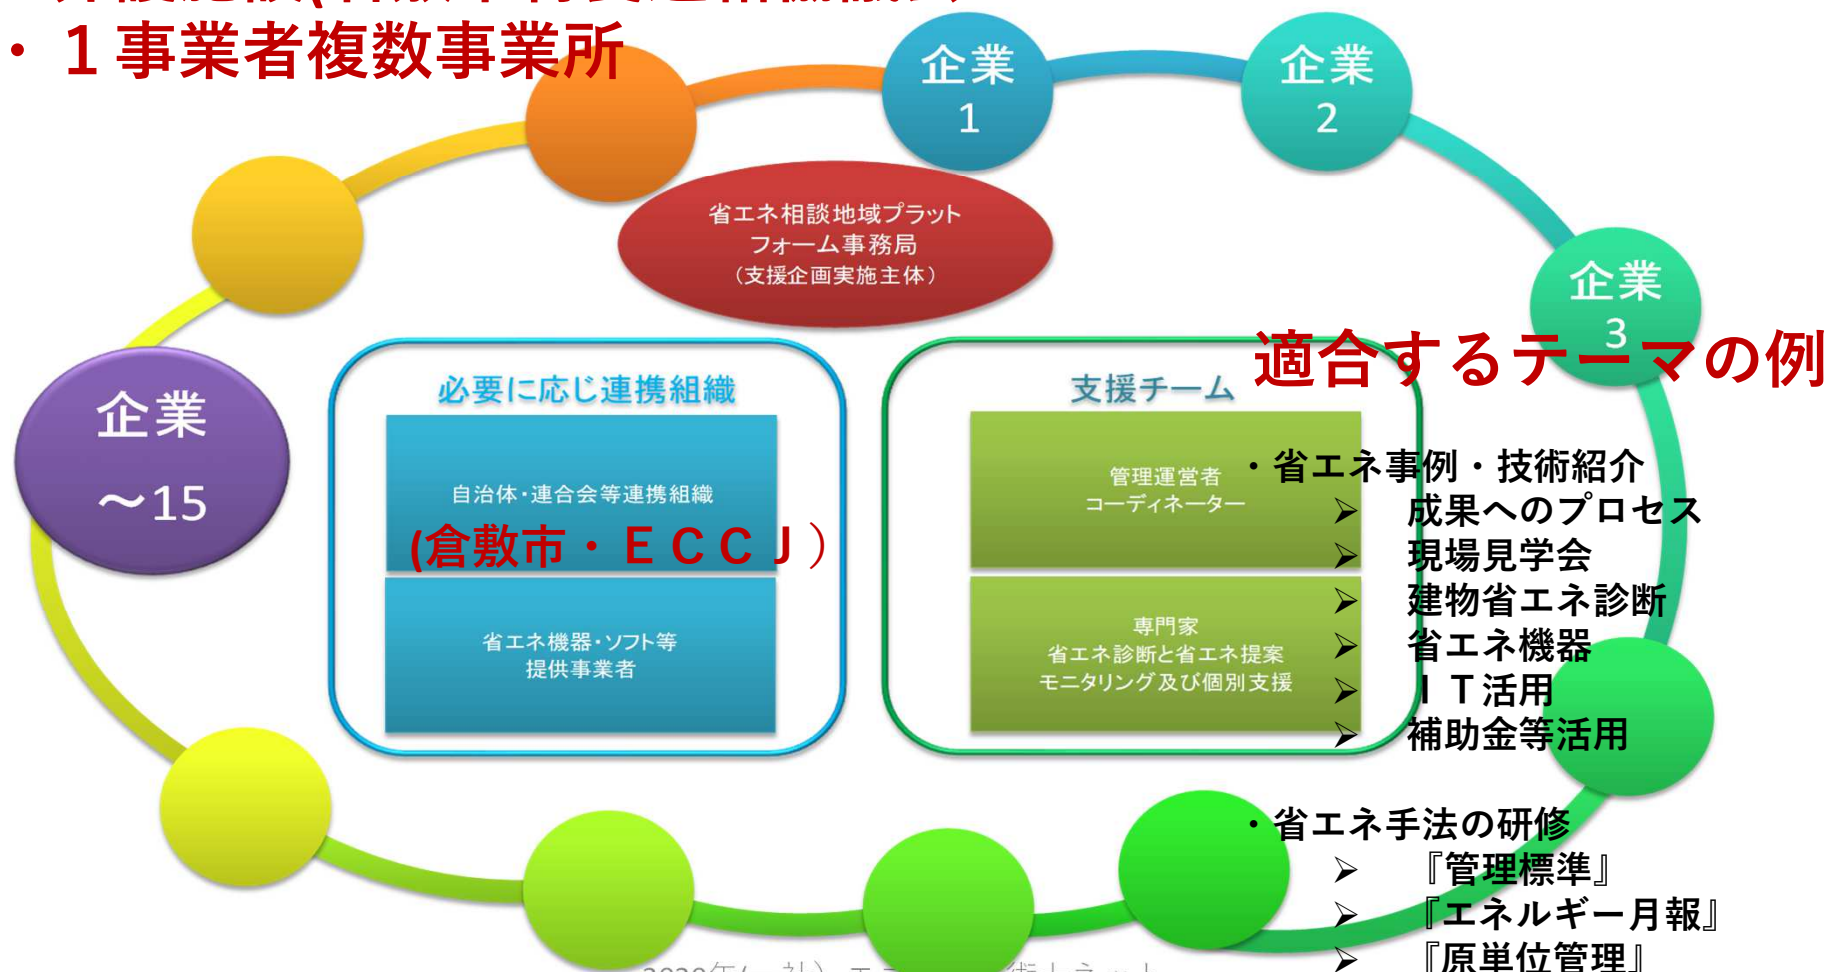 ・１事業者複数事業所
企業
1
企業
2
企業
3
省エネ相談地域プラット
フォーム事務局
（支援企画実施主体）
適合するテーマの例
企業
～15
必要に応じ連携組織
自治体・連合会等連携組織
(倉敷市・ＥＣＣＪ）
省エネ機器・ソフト等
提供事業者
支援チーム
管理運営者
コーディネーター
専門家
省エネ診断と省エネ提案
モニタリング及び個別支援
・省エネ事例・技術紹介
➢ 成果へのプロセス
➢ 現場見学会
➢ 建物省エネ診断
➢ 省エネ機器
➢ ＩＴ活用
➢ 補助金等活用
・省エネ手法の研修
➢ 『管理標準』
➢ 『エネルギー月報』
➢ 『原単位管理』